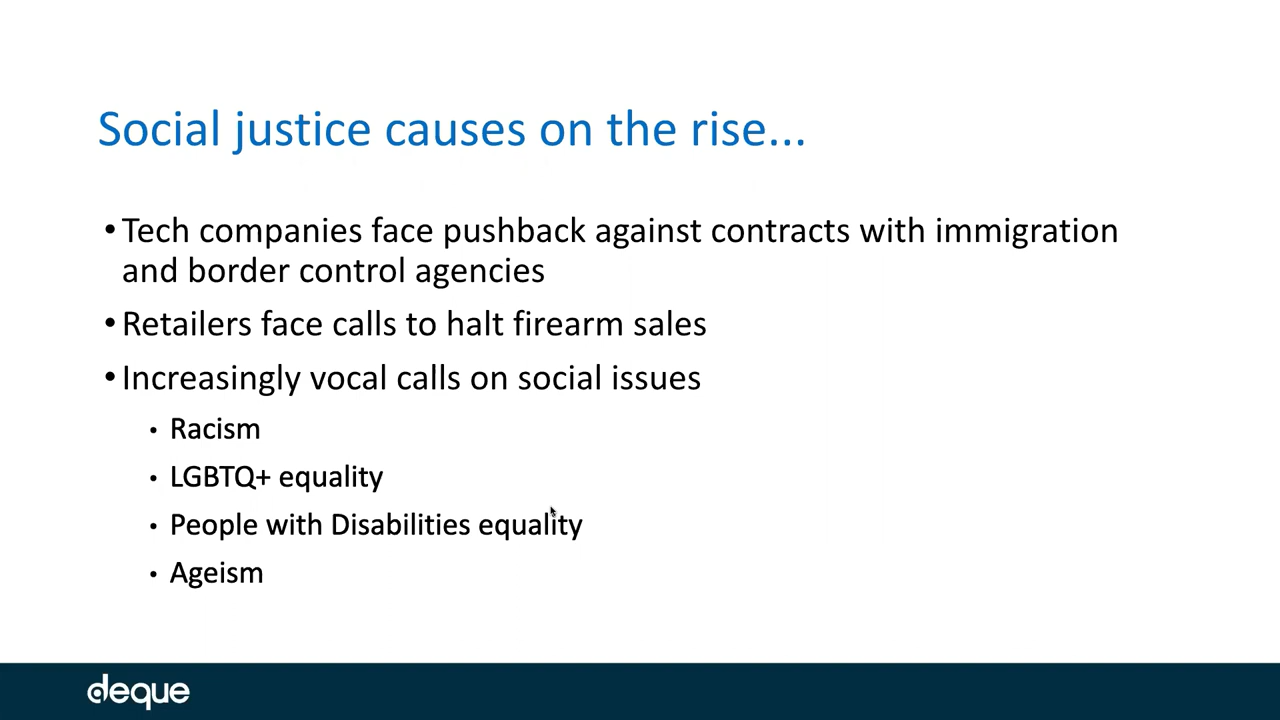 Social justice causes on the rise...
•Tech companies face pushback against contracts with immigration
and border control agencies
•Retailers face calls to halt firearm sales
•Increasingly vocal calls on social issues
• Racism
• LGBTQ+ equality
• People with Disabilities equality
• Ageism
deque